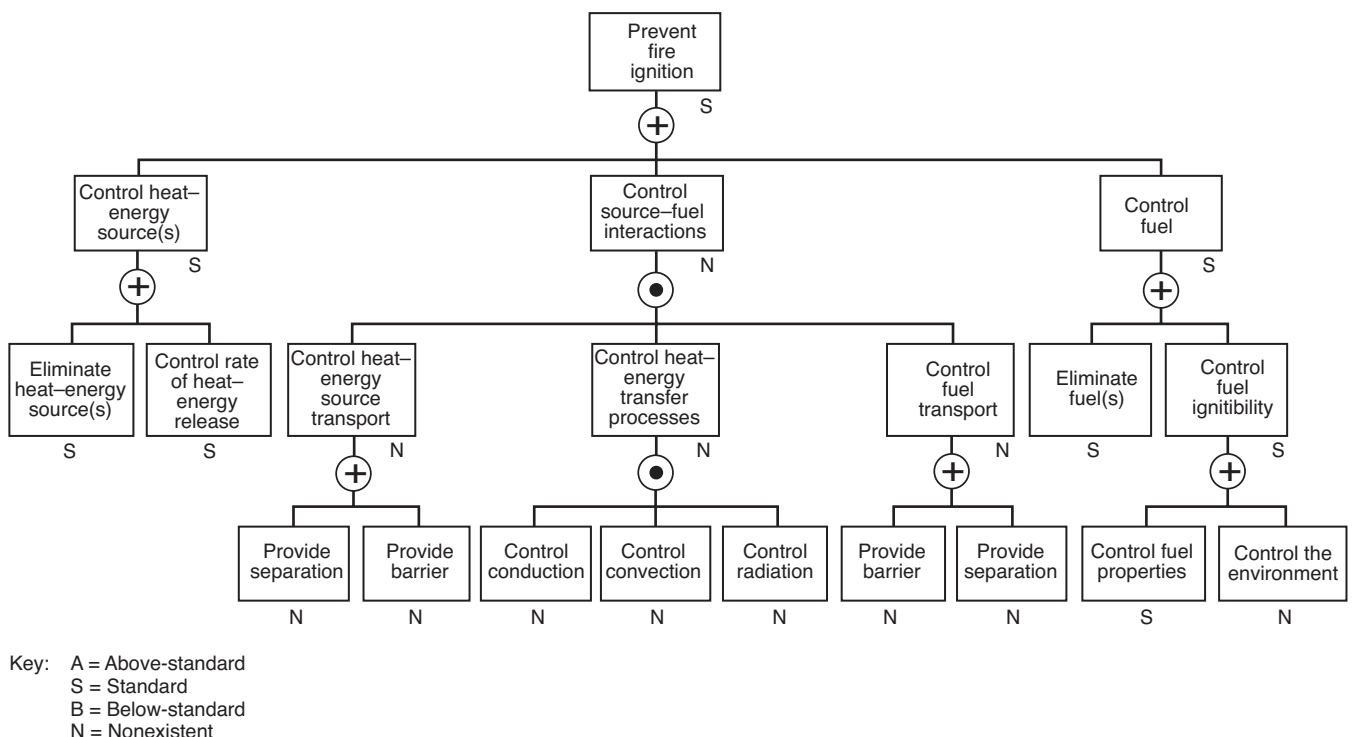 Prevent
fire
ignition
S
+
Control heat–
energy
source(s)
S
+
Control
source–fuel
interactions
N
Control
fuel
S
+
Eliminate
heat–energy
source(s)
S
Control rate
of heat–
energy
release
S
Control heat–
energy
source
transport
N
+
Control heat–
energy
transfer
processes
N
Control
fuel
transport
N
+
Eliminate
fuel(s)
S
Control
fuel
ignitibility
S
+
Provide
separation
N
Provide
barrier
N
Control
conduction
N
Control
convection
N
Control
radiation
N
Provide
barrier
N
Provide
separation
N
Control fuel
properties
S
Control the
environment
N
Key: A = Above-standard
S = Standard
B = Below-standard
N = Nonexistent